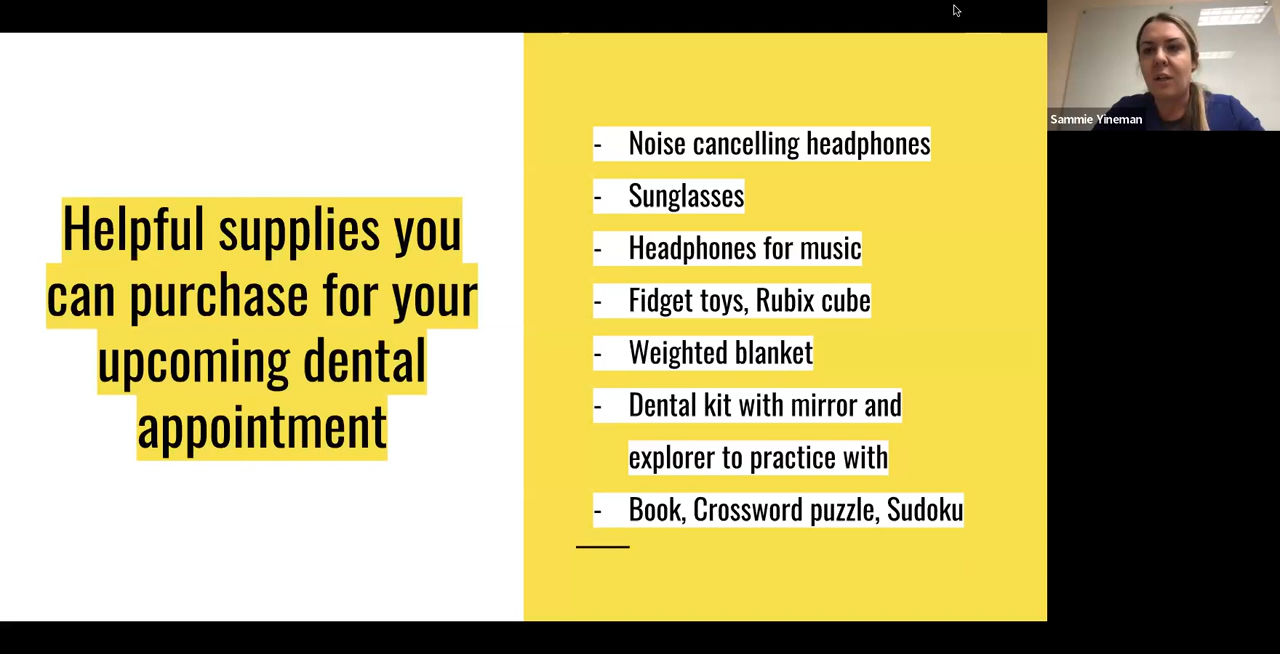 Helpful supplies you
can purchase for your
upcoming dental
appointment
- Noise cancelling headphones
- Sunglasses
- Headphones for music
- Fidget toys, Rubix cube
- Weighted blanket
- Dental kit with mirror and
explorer to practice with
- Book, Crossword puzzle, Sudoku
Sammie Yineman